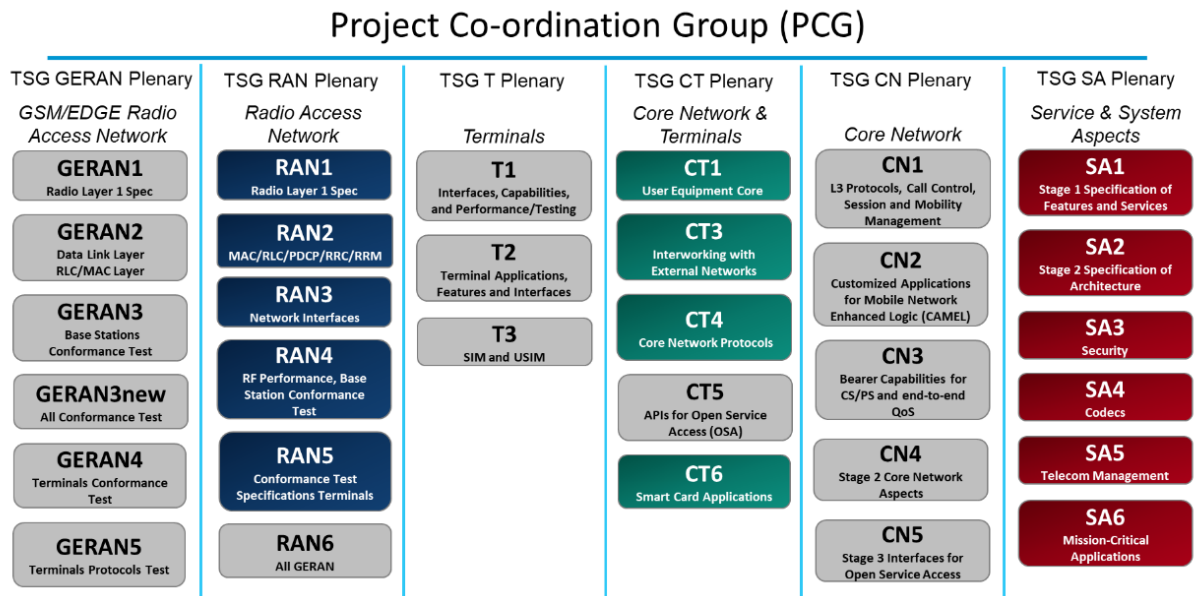 Project Co-ordination Group (PCG)
TSG GERAN Plenary
GSM/EDGE Radio
Access Network
GERAN1
Radio Layer 1 Spec
GERAN2
Data Link Layer
RLC/MAC Layer
GERAN3
Base Stations
Conformance Test
GERAN3new
All Conformance Test
GERAN4
Terminals Conformance
Test
GERAN5
Terminals Protocols Test
TSG RAN Plenary
Radio Access
Network
RAN1
Radio Layer 1 Spec
RAN2
MAC/RLC/PDCP/RRC/RRM
RAN3
Network Interfaces
RAN4
RF Performance, Base
Station Conformance
Test
RAN5
Conformance Test
Specifications Terminals
RAN6
All GERAN
TSG T Plenary
Terminals
T1
Interfaces, Capabilities,
and Performance/Testing
T2
Terminal Applications,
Features and Interfaces
T3
SIM and USIM
TSG CT Plenary
Core Network &
Terminals
CT1
User Equipment Core
CT3
Interworking with
External Networks
CT4
Core Network Protocols
CT5
APIs for Open Service
Access (OSA)
CT6
Smart Card Applications
TSG CN Plenary
Core Network
CN1
L3 Protocols, Call Control,
Session and Mobility
Management
CN2
Customized Applications
for Mobile Network
Enhanced Logic (CAMEL)
CN3
Bearer Capabilities for
CS/PS and end-to-end
QoS
CN4
Stage 2 Core Network
Aspects
CN5
Stage 3 Interfaces for
Open Service Access
TSG SA Plenary
Service & System
Aspects
SA1
Stage 1 Specification of
Features and Services
SA2
Stage 2 Specification of
Architecture
SA3
Security
SA4
Codecs
SA5
Telecom Management
SA6
Mission-Critical
Applications